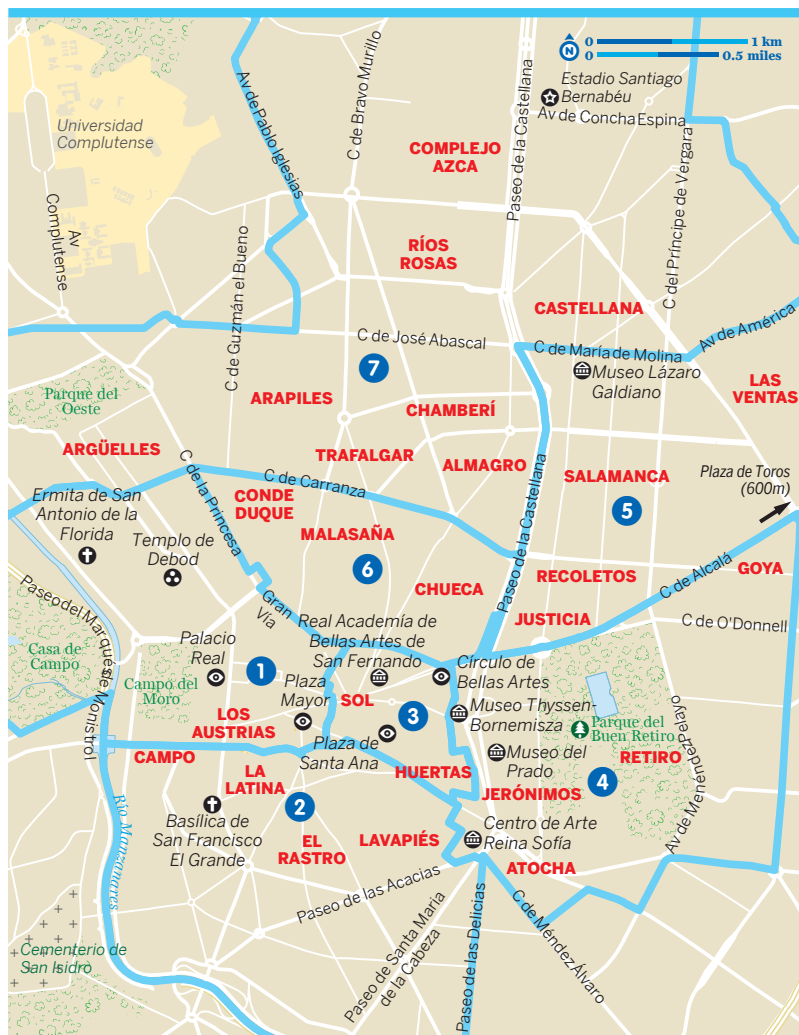 0
1 km
N
0
0.5 miles
Estadio Santiago
Bernabéu
Av de Concha Espina
Universidad
Complutense
Av de Pablo Iglesias
C de Bravo Murillo
Paseo de la Castellana
COMPLEJO
AZCA
C del Príncipe de Vergara
Av
Complutense
C de Guzmán el Bueno
RÍOS
ROSAS
CASTELLANA
Av de América
C de José Abascal
C de María de Molina
7
Museo Lázaro
Galdiano
LAS
VENTAS
Parque del
Oeste
ARAPILES
CHAMBERÍ
ARGÜELLES
TRAFALGAR
ALMAGRO
SALAMANCA
Plaza de Toros
(600m)
C de la Princesa
C de Carranza
Paseo de la Castellana
CONDE
DUQUE
5
Ermita de San
Antonio de la
Florida
MALASAÑA
Templo de
Debod
6
RECOLETOS
C de Alcalá
GOYA
CHUECA
Gran
Vía
JUSTICIA
C de O'Donnell
Paseo del Marqués
de Monistrol
Real Academía de
Bellas Artes de
San Fernando
Palacio
Real
Casa de
Campo
Campo del
Moro
1
Plaza
Mayor
SOL
Círculo de
Bellas Artes
LOS
AUSTRIAS
3
Museo Thyssen-
Bornemisza
Parque del
Buen Retiro
Plaza de
Santa Ana
Museo del
Prado
RETIRO
Av de Menéndez Pelayo
CAMPO
LA
LATINA
HUERTAS
4
JERÓNIMOS
2
Río Manzanares
Basílica de
San Francisco
El Grande
EL
RASTRO
LAVAPIÉS
Centro de Arte
Reina Sofía
ATOCHA
Paseo de las Acacias
Paseo de Santa María
de la Cabeza
Paseo de las Delicias
C de Méndez Álvaro
Cementerio de
San Isidro